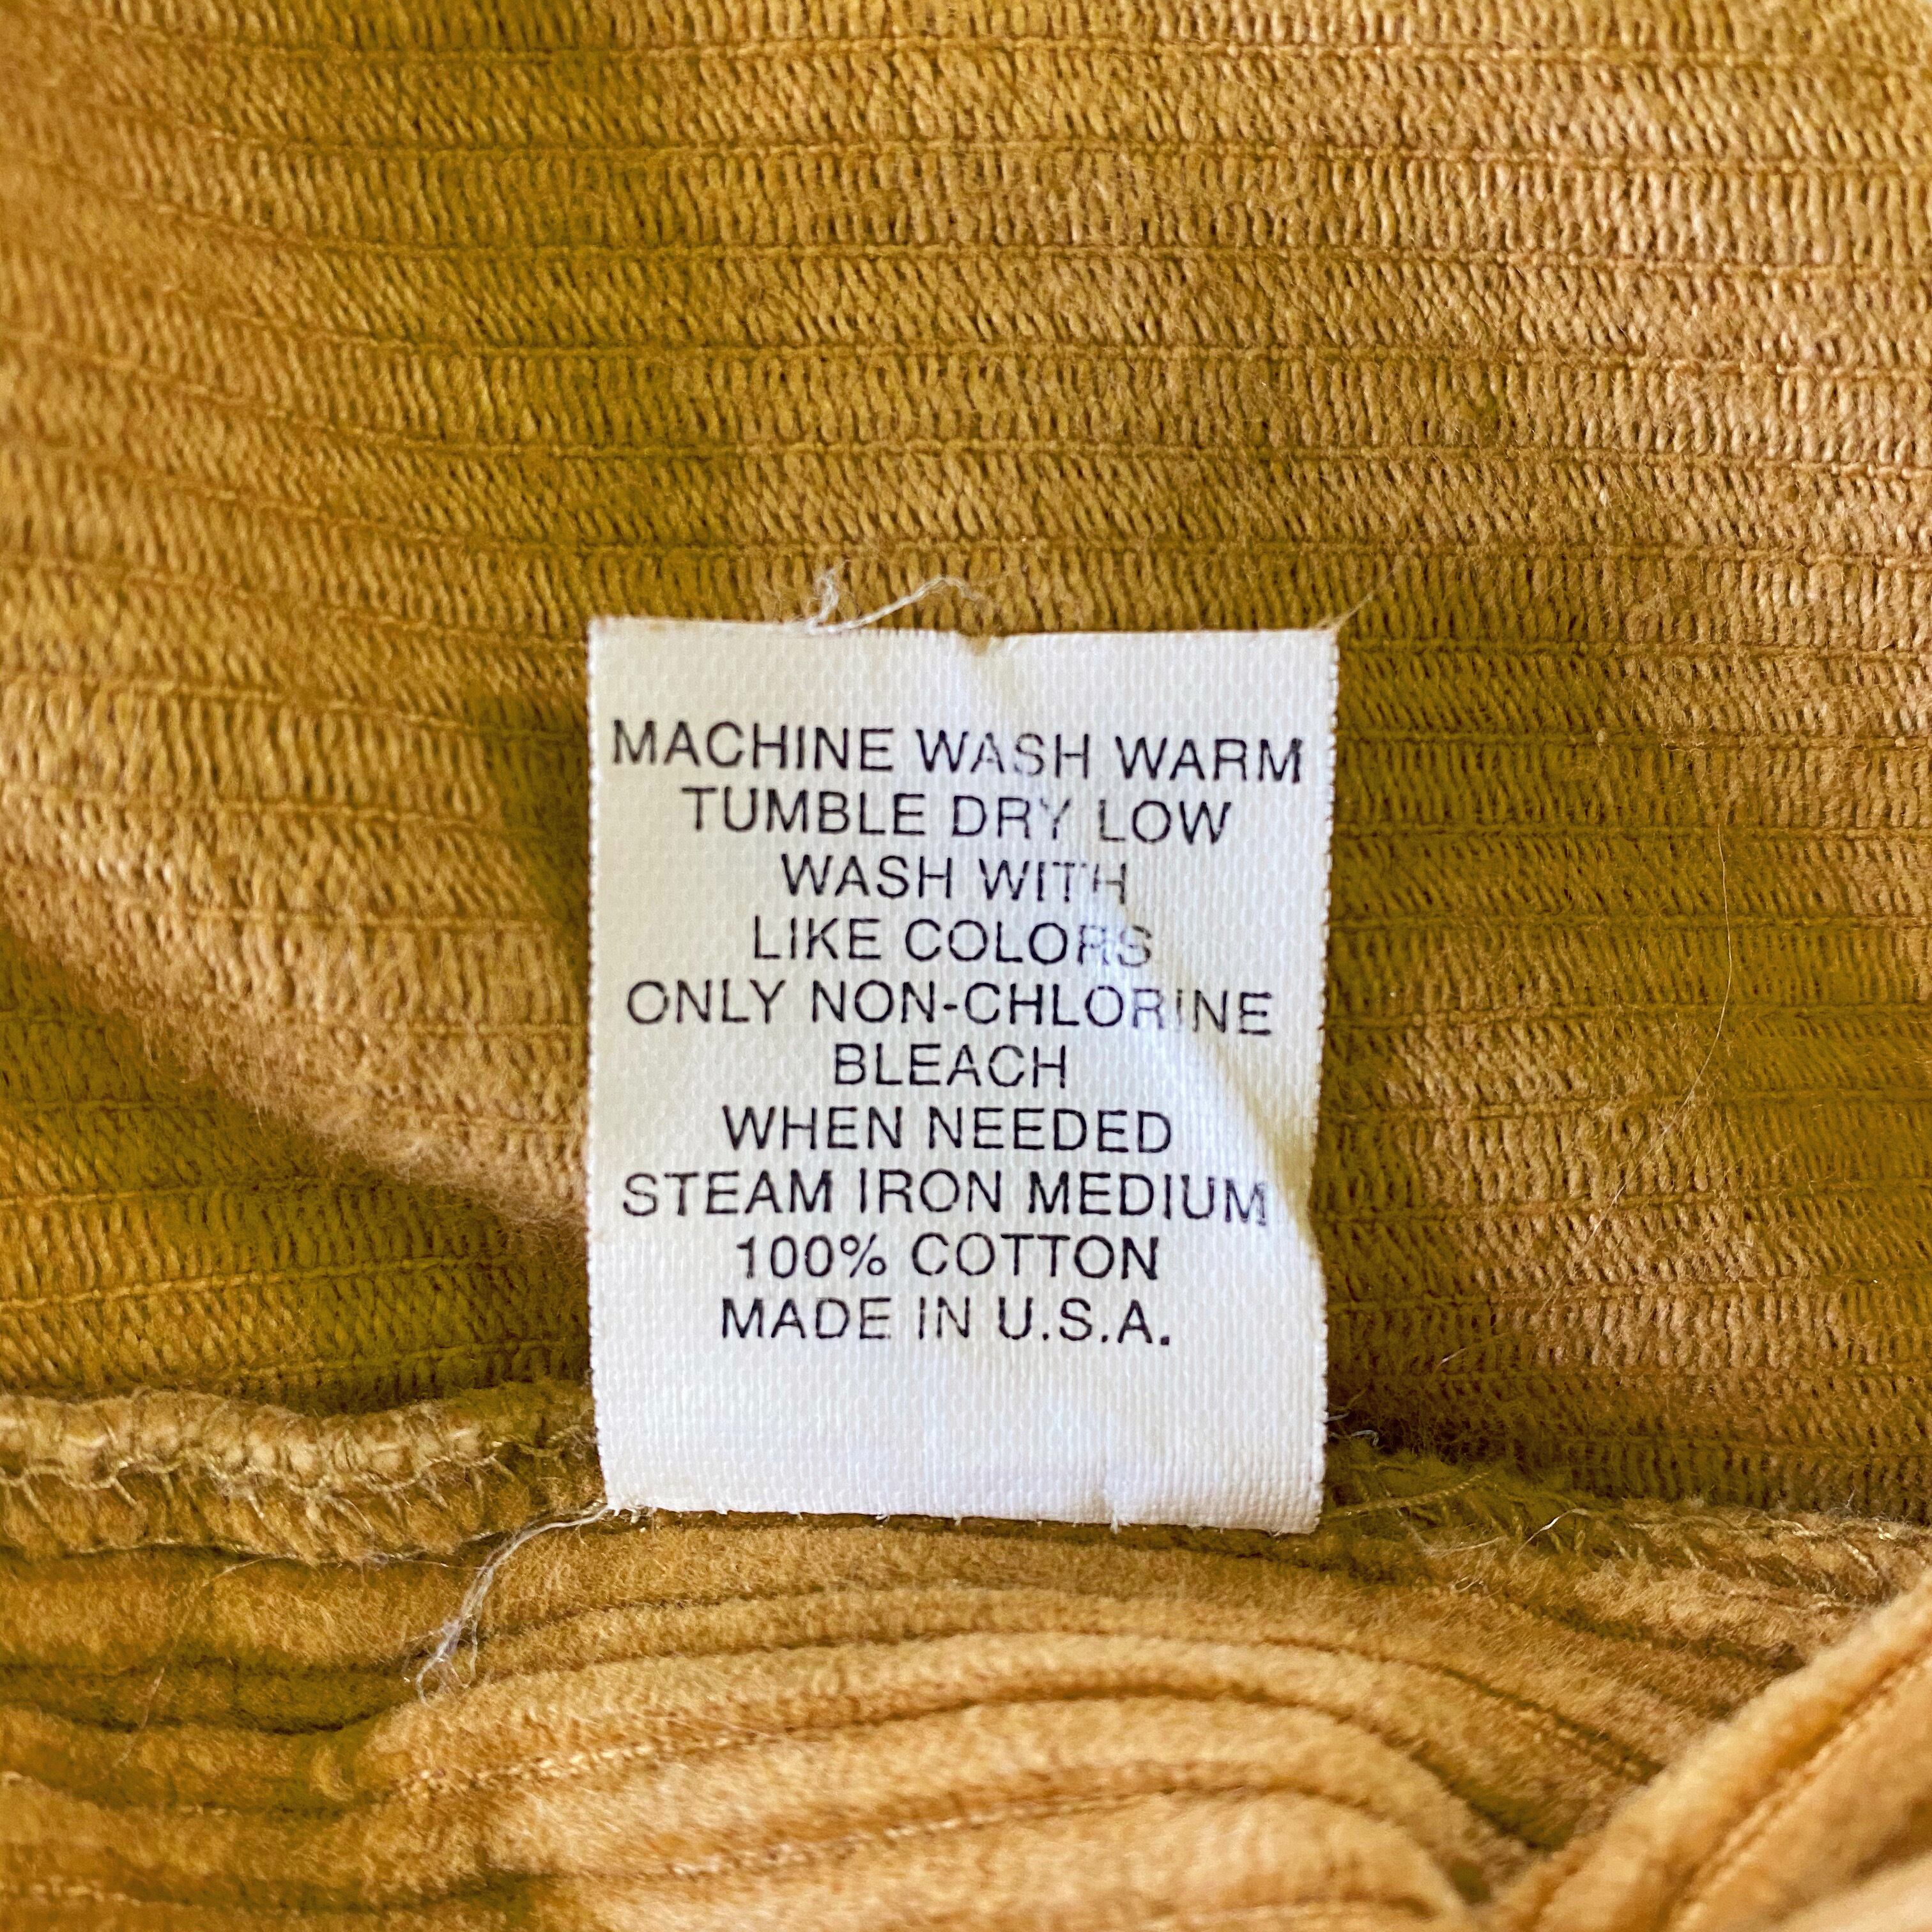 MACHINE WASH WARM
TUMBLE DRY LOW
WASH WITH
LIKE COLORS
ONLY NON-CHLORINE
BLEACH
WHEN NEEDED
STEAM IRON MEDIUM
100% COTTON
MADE IN U.S.A.